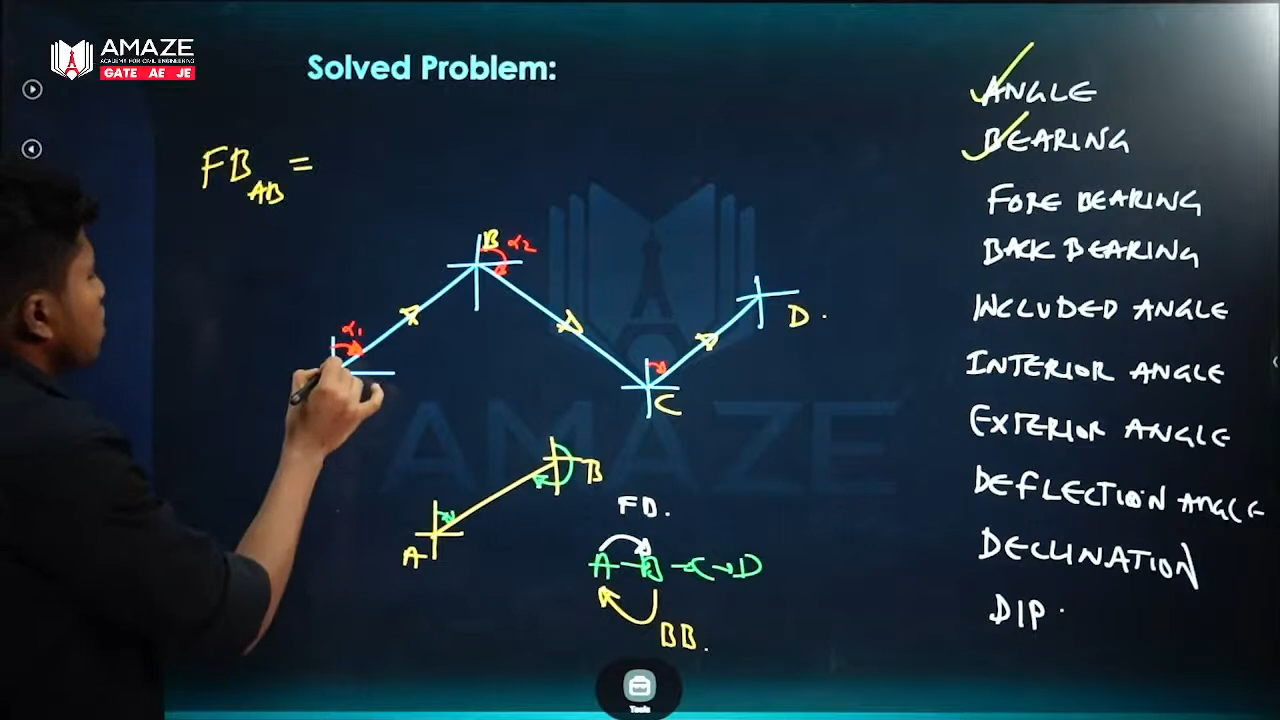 AMAZE
ACADEMY FOR CIVIL ENGINEERING
GATE AE JE
Solved Problem:
FB AB =
B α2
α1
D.
C
AMAZE
B
A
FB.
A → B → C → D
BB.
ANGLE
BEARING
FORE BEARING
BACK BEARING
INCLUDED ANGLE
INTERIOR ANGLE
EXTERIOR ANGLE
DEFLECTION ANGLE
DECLINATION
DIP.
Tools